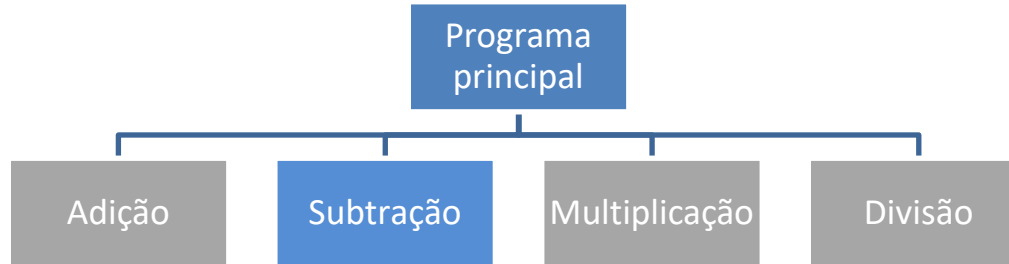 Programa
principal
Adição
Subtração
Multiplicação
Divisão